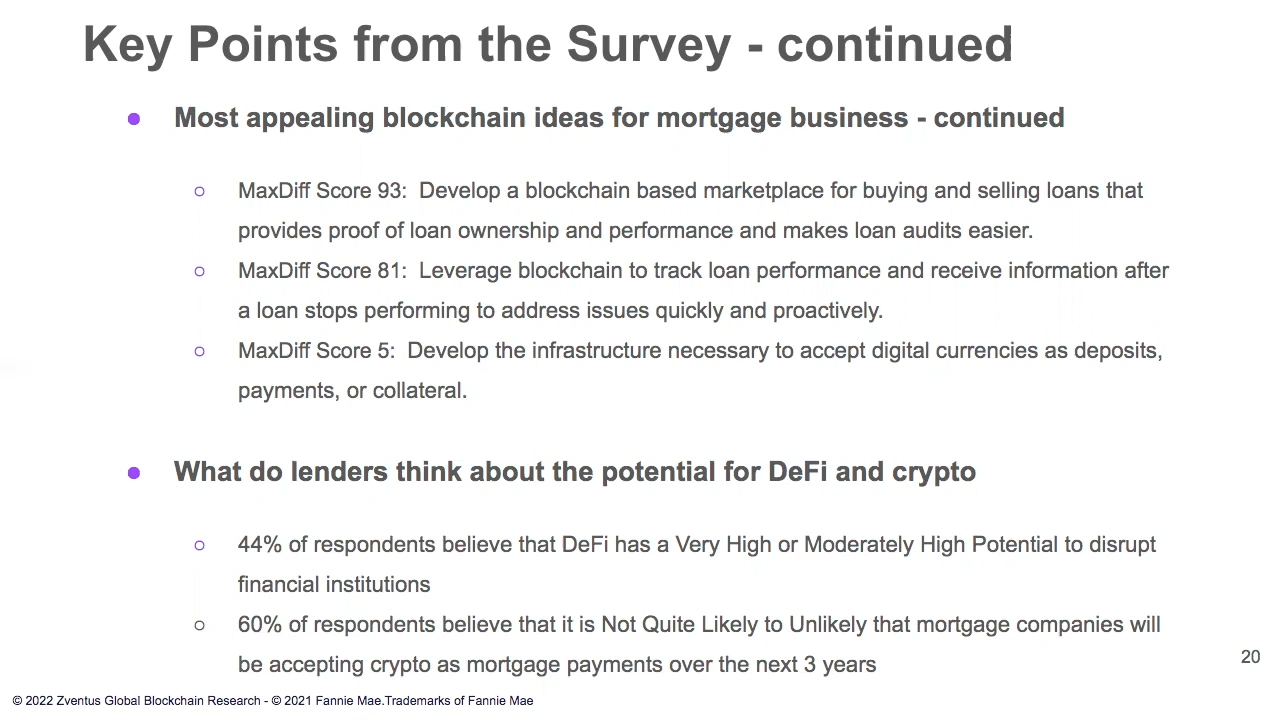 Key Points from the Survey - continued
● Most appealing blockchain ideas for mortgage business - continued
○ MaxDiff Score 93:  Develop a blockchain based marketplace for buying and selling loans that
provides proof of loan ownership and performance and makes loan audits easier.
○ MaxDiff Score 81:  Leverage blockchain to track loan performance and receive information after
a loan stops performing to address issues quickly and proactively.
○ MaxDiff Score 5:  Develop the infrastructure necessary to accept digital currencies as deposits,
payments, or collateral.
● What do lenders think about the potential for DeFi and crypto
○ 44% of respondents believe that DeFi has a Very High or Moderately High Potential to disrupt
financial institutions
○ 60% of respondents believe that it is Not Quite Likely to Unlikely that mortgage companies will
be accepting crypto as mortgage payments over the next 3 years
20
© 2022 Zventus Global Blockchain Research - © 2021 Fannie Mae.Trademarks of Fannie Mae